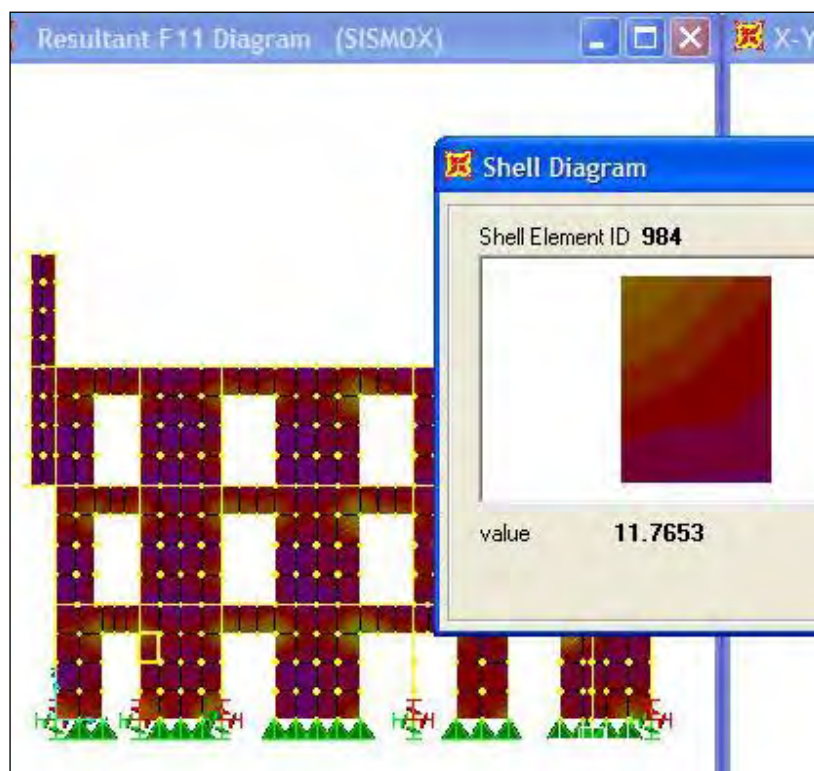 Resultant F11 Diagram (SISMOX)
X-Y
Shell Diagram
Shell Element ID 984
value 11.7653